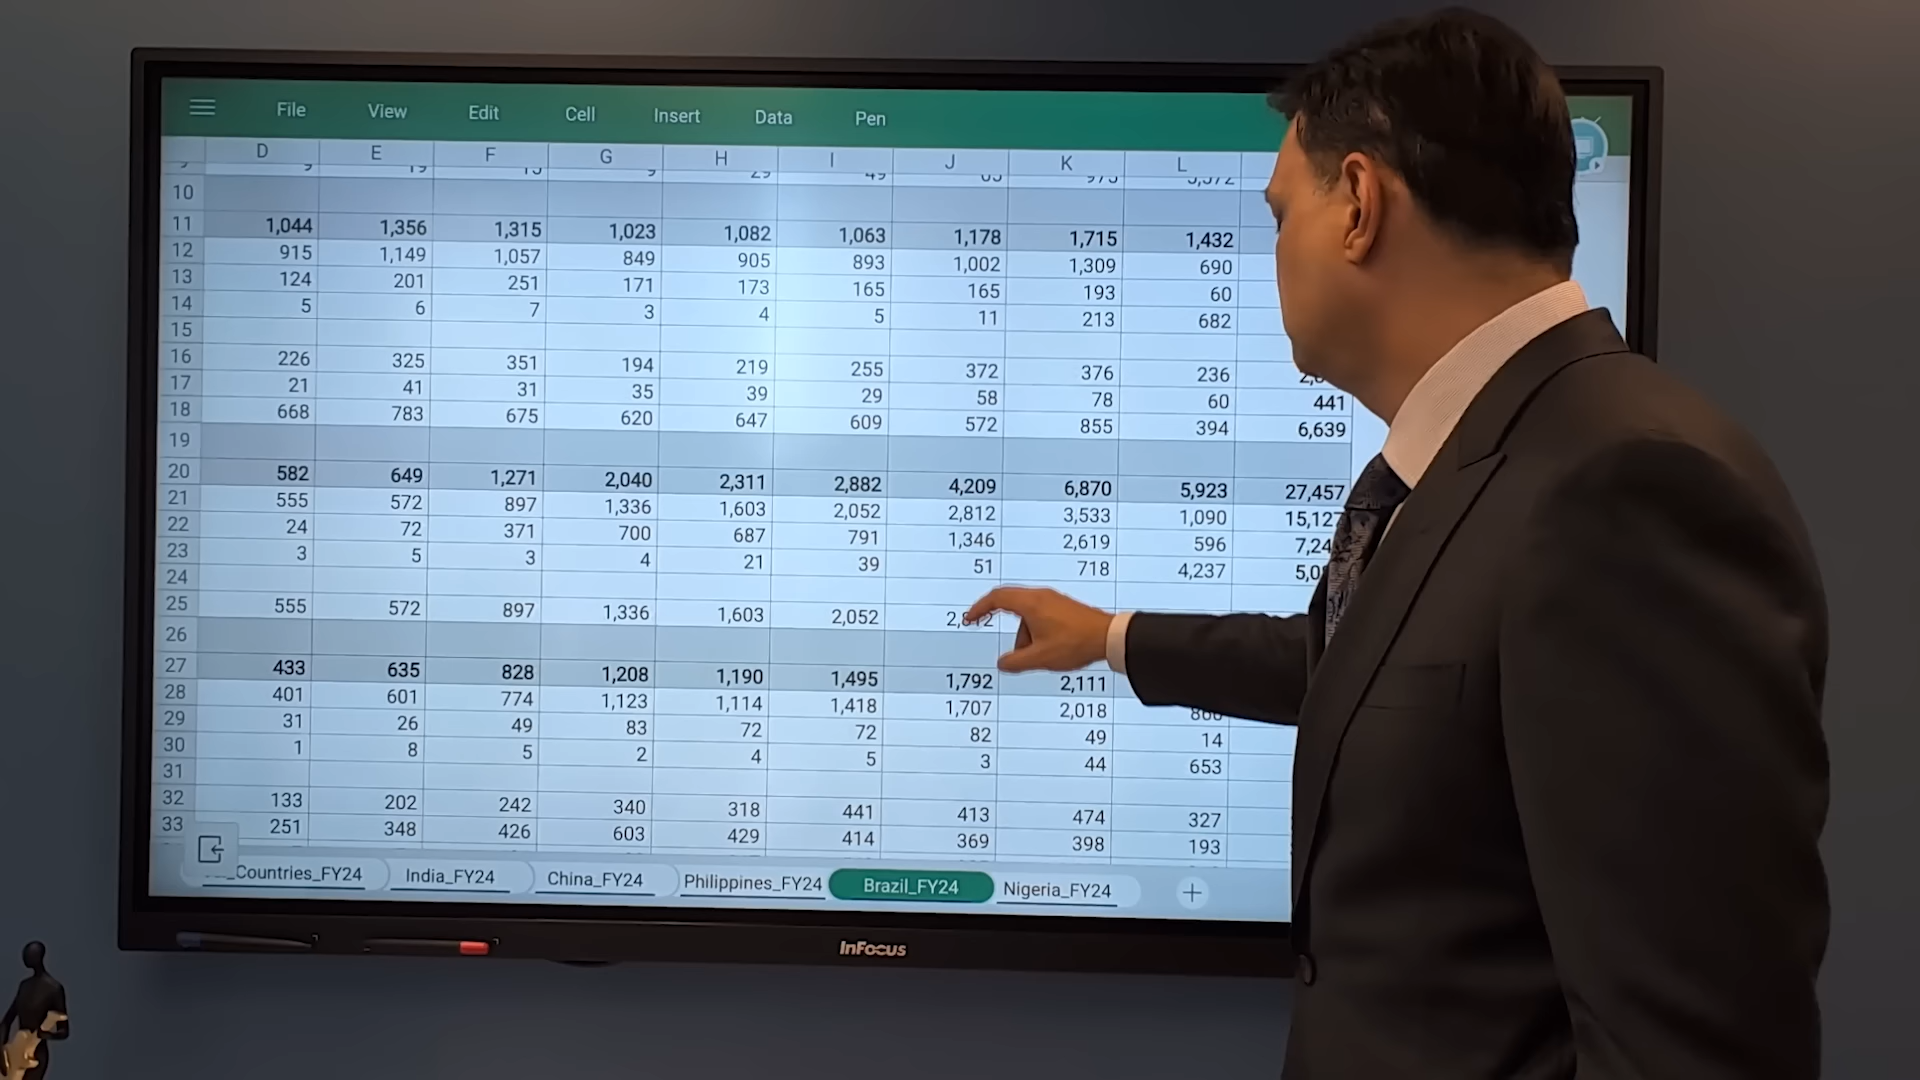 File View Edit Cell Insert Data Pen
D E F G H I J K L
10
11 1,044 1,356 1,315 1,023 1,082 1,063 1,178 1,715 1,432
12 915 1,149 1,057 849 905 893 1,002 1,309 690
13 124 201 251 171 173 165 165 193 60
14 5 6 7 3 4 5 11 213 682
15
16 226 325 351 194 219 255 372 376 236
17 21 41 31 35 39 29 58 78 60 441
18 668 783 675 620 647 609 572 855 394 6,639
19
20 582 649 1,271 2,040 2,311 2,882 4,209 6,870 5,923 27,457
21 555 572 897 1,336 1,603 2,052 2,812 3,533 1,090 15,127
22 24 72 371 700 687 791 1,346 2,619 596
23 3 5 3 4 21 39 51 718 4,237
24
25 555 572 897 1,336 1,603 2,052 2,812
26
27 433 635 828 1,208 1,190 1,495 1,792 2,111
28 401 601 774 1,123 1,114 1,418 1,707 2,018
29 31 26 49 83 72 72 82 49 14
30 1 8 5 2 4 5 3 44 653
31
32 133 202 242 340 318 441 413 474 327
33 251 348 426 603 429 414 369 398 193
_Countries_FY24 India_FY24 China_FY24 Philippines_FY24 Brazil_FY24 Nigeria_FY24 +
InFocus